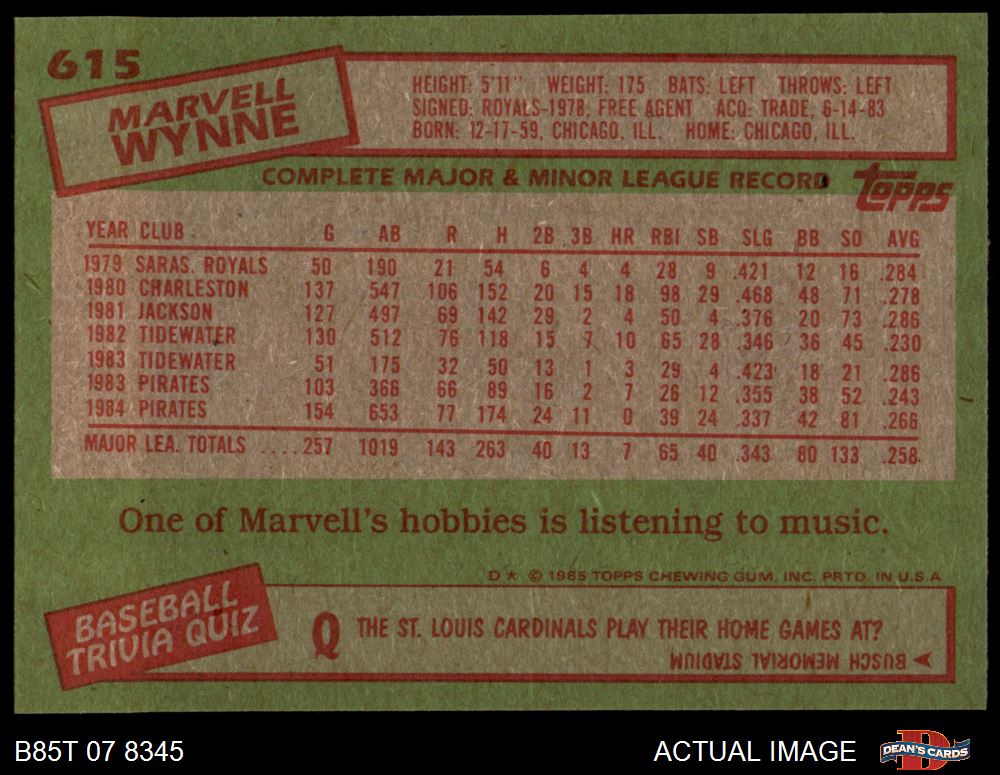 615
MARVELL
WYNNE
HEIGHT: 5'11" WEIGHT: 175 BATS: LEFT THROWS: LEFT
SIGNED: ROYALS-1978, FREE AGENT ACQ: TRADE, 6-14-83
BORN: 12-17-59, CHICAGO, ILL. HOME: CHICAGO, ILL.
COMPLETE MAJOR & MINOR LEAGUE RECORD topps
YEAR CLUB G AB R H 2B 3B HR RBI SB SLG BB SO AVG
1979 SARAS. ROYALS 50 190 21 54 6 4 4 28 9 .421 12 16 .284
1980 CHARLESTON 137 547 106 152 20 15 18 98 29 .468 48 71 .278
1981 JACKSON 127 497 69 142 29 2 4 50 4 .376 20 73 .286
1982 TIDEWATER 130 512 76 118 15 7 10 65 28 .346 36 45 .230
1983 TIDEWATER 51 175 32 50 13 1 3 29 4 .423 18 21 .286
1983 PIRATES 103 366 66 89 16 2 7 26 12 .355 38 52 .243
1984 PIRATES 154 653 77 174 24 11 0 39 24 .337 42 81 .266
MAJOR LEA. TOTALS ....257 1019 143 263 40 13 7 65 40 .343 80 133 .258
One of Marvell's hobbies is listening to music.
D★ © 1985 TOPPS CHEWING GUM, INC. PRTD. IN U.S.A
BASEBALL
TRIVIA QUIZ
Q THE ST. LOUIS CARDINALS PLAY THEIR HOME GAMES AT?
BUSCH MEMORIAL STADIUM
B85T 07 8345 ACTUAL IMAGE DEAN'S CARDS